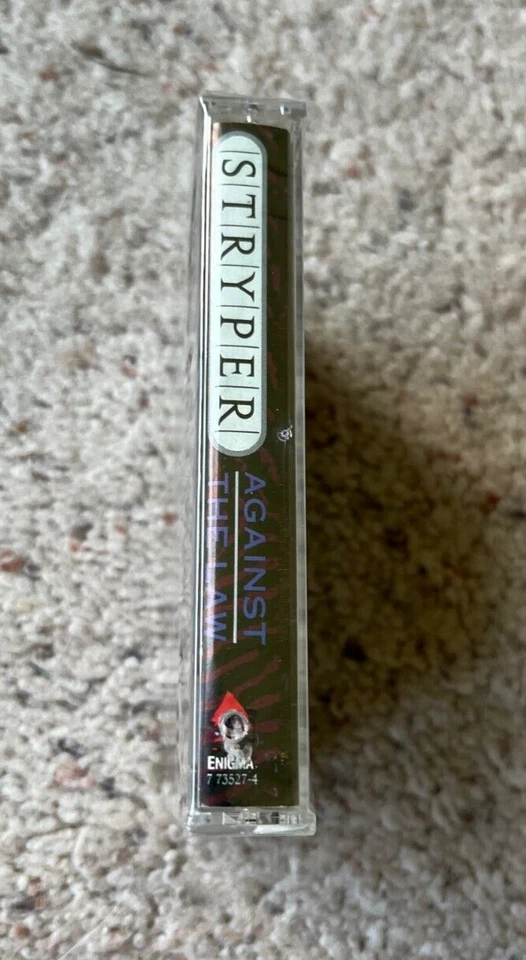 STRYPER
AGAINST
THE LAW
ENIGMA
7 73527-4